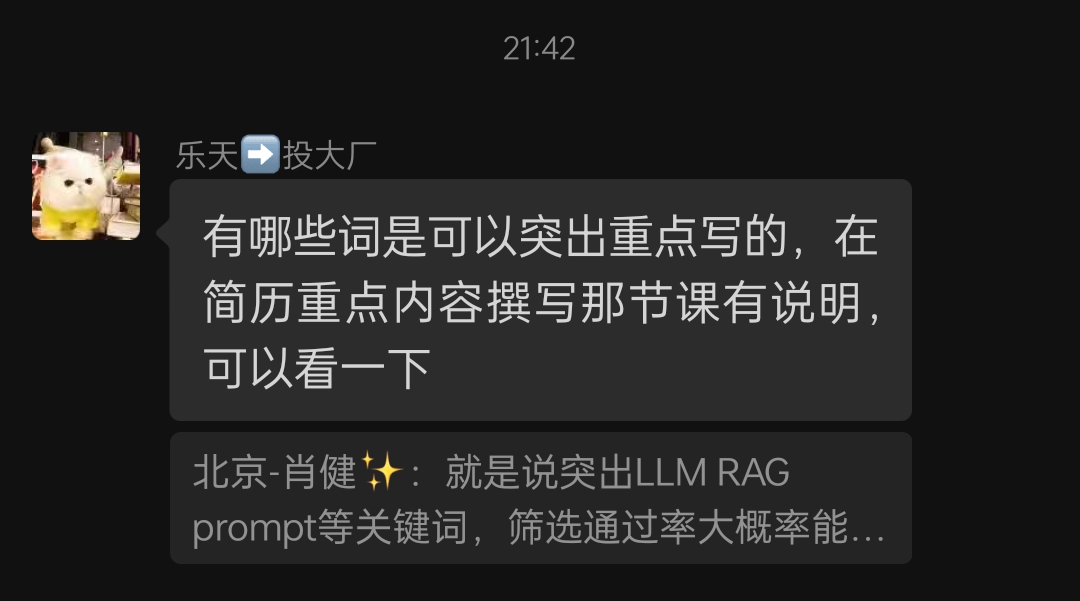 21:42
乐天➡️投大厂
有哪些词是可以突出重点写的，在
简历重点内容撰写那节课有说明，
可以看一下
北京-肖健✨：就是说突出LLM RAG
prompt等关键词，筛选通过率大概率能...